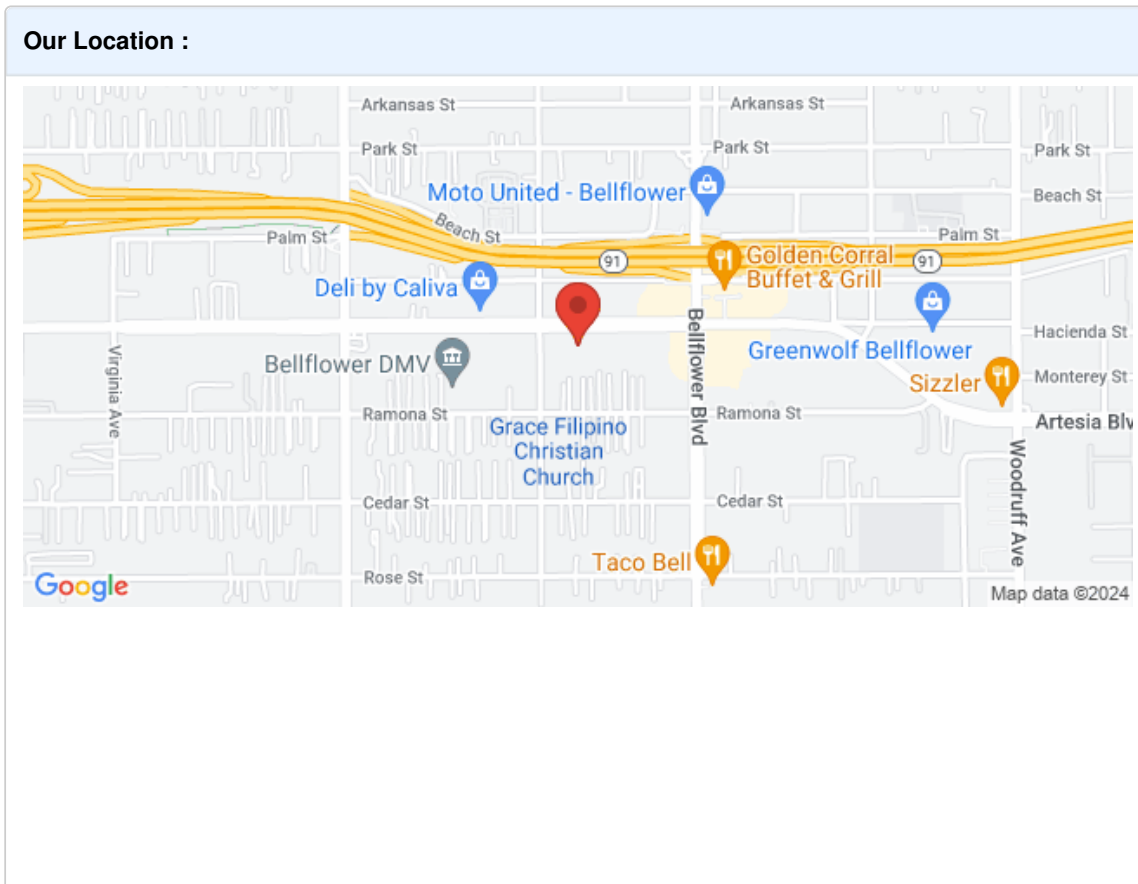 Our Location :
Arkansas St
Arkansas St
Park St
Park St
Park St
Moto United - Bellflower
Beach St
Beach St
Palm St
Palm St
91
91
Golden Corral
Buffet & Grill
Deli by Caliva
Bellflower Blvd
Hacienda St
Greenwolf Bellflower
Virginia Ave
Bellflower DMV
Sizzler
Monterey St
Ramona St
Ramona St
Artesia Blv
Grace Filipino
Christian
Church
Woodruff Ave
Cedar St
Cedar St
Taco Bell
Rose St
Google
Map data ©2024